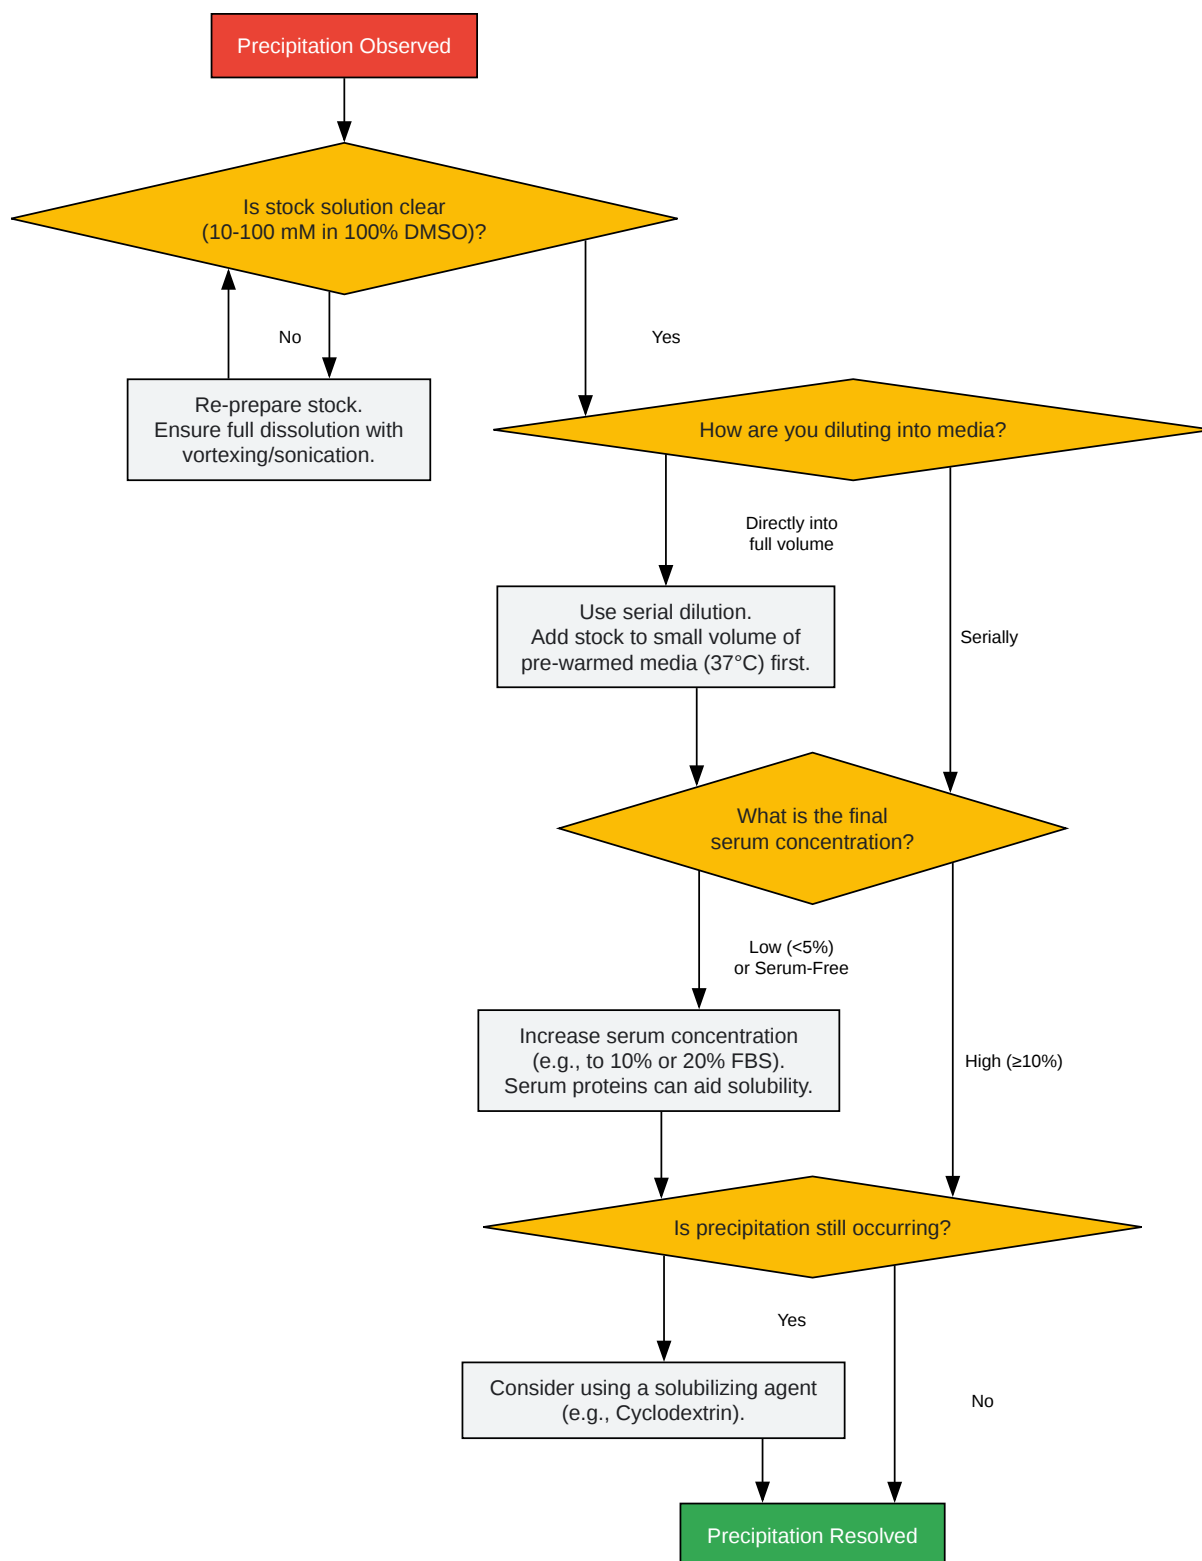 Precipitation Observed
Is stock solution clear
(10-100 mM in 100% DMSO)?
No
Yes
Re-prepare stock.
Ensure full dissolution with
vortexing/sonication.
How are you diluting into media?
Directly into
full volume
Use serial dilution.
Add stock to small volume of
pre-warmed media (37°C) first.
Serially
What is the final
serum concentration?
Low (<5%)
or Serum-Free
Increase serum concentration
(e.g., to 10% or 20% FBS).
Serum proteins can aid solubility.
High (≥10%)
Is precipitation still occurring?
Yes
Consider using a solubilizing agent
(e.g., Cyclodextrin).
No
Precipitation Resolved